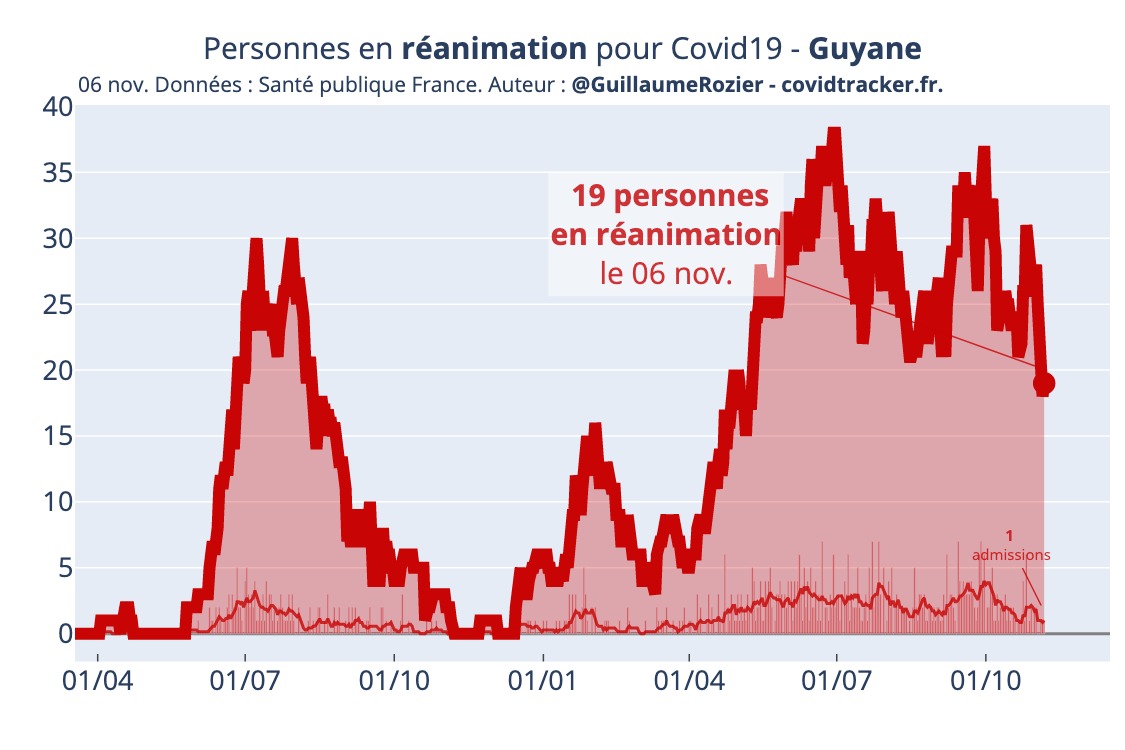 Personnes en réanimation pour Covid19 - Guyane
06 nov. Données : Santé publique France. Auteur : @GuillaumeRozier - covidtracker.fr.
40
35
30
25
20
15
10
5
0
19 personnes
en réanimation
le 06 nov.
1
admissions
01/04
01/07
01/10
01/01
01/04
01/07
01/10